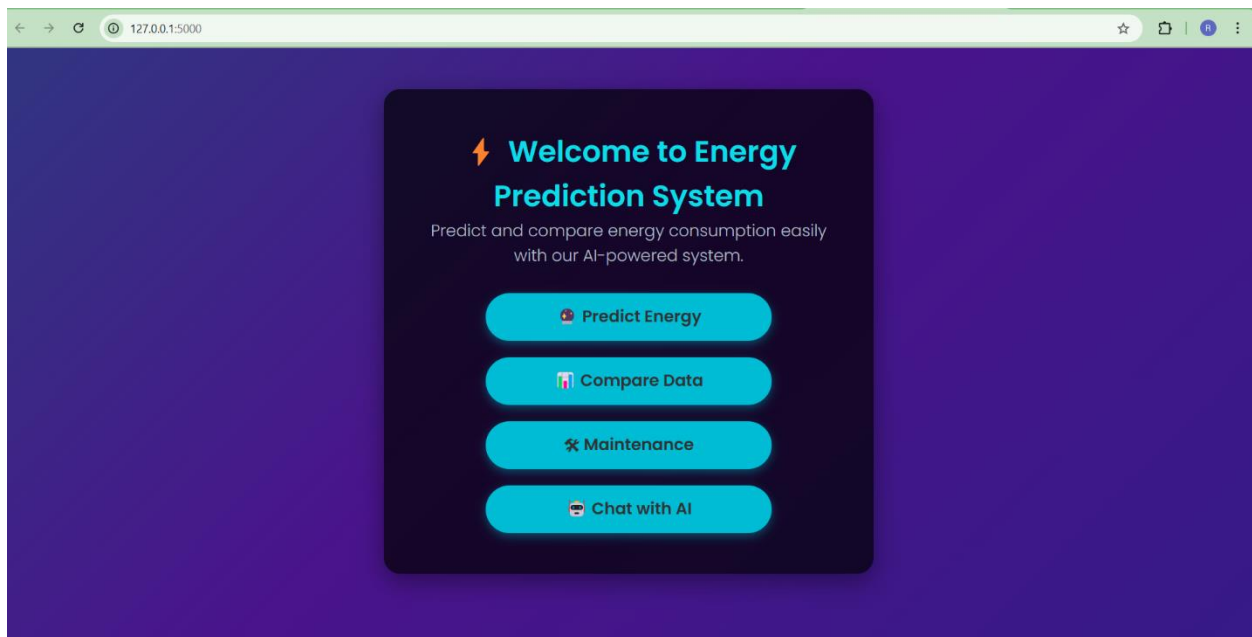 127.0.0.1:5000
R
⚡ Welcome to Energy
Prediction System
Predict and compare energy consumption easily
with our AI-powered system.
🔮 Predict Energy
📊 Compare Data
🛠 Maintenance
🤖 Chat with AI